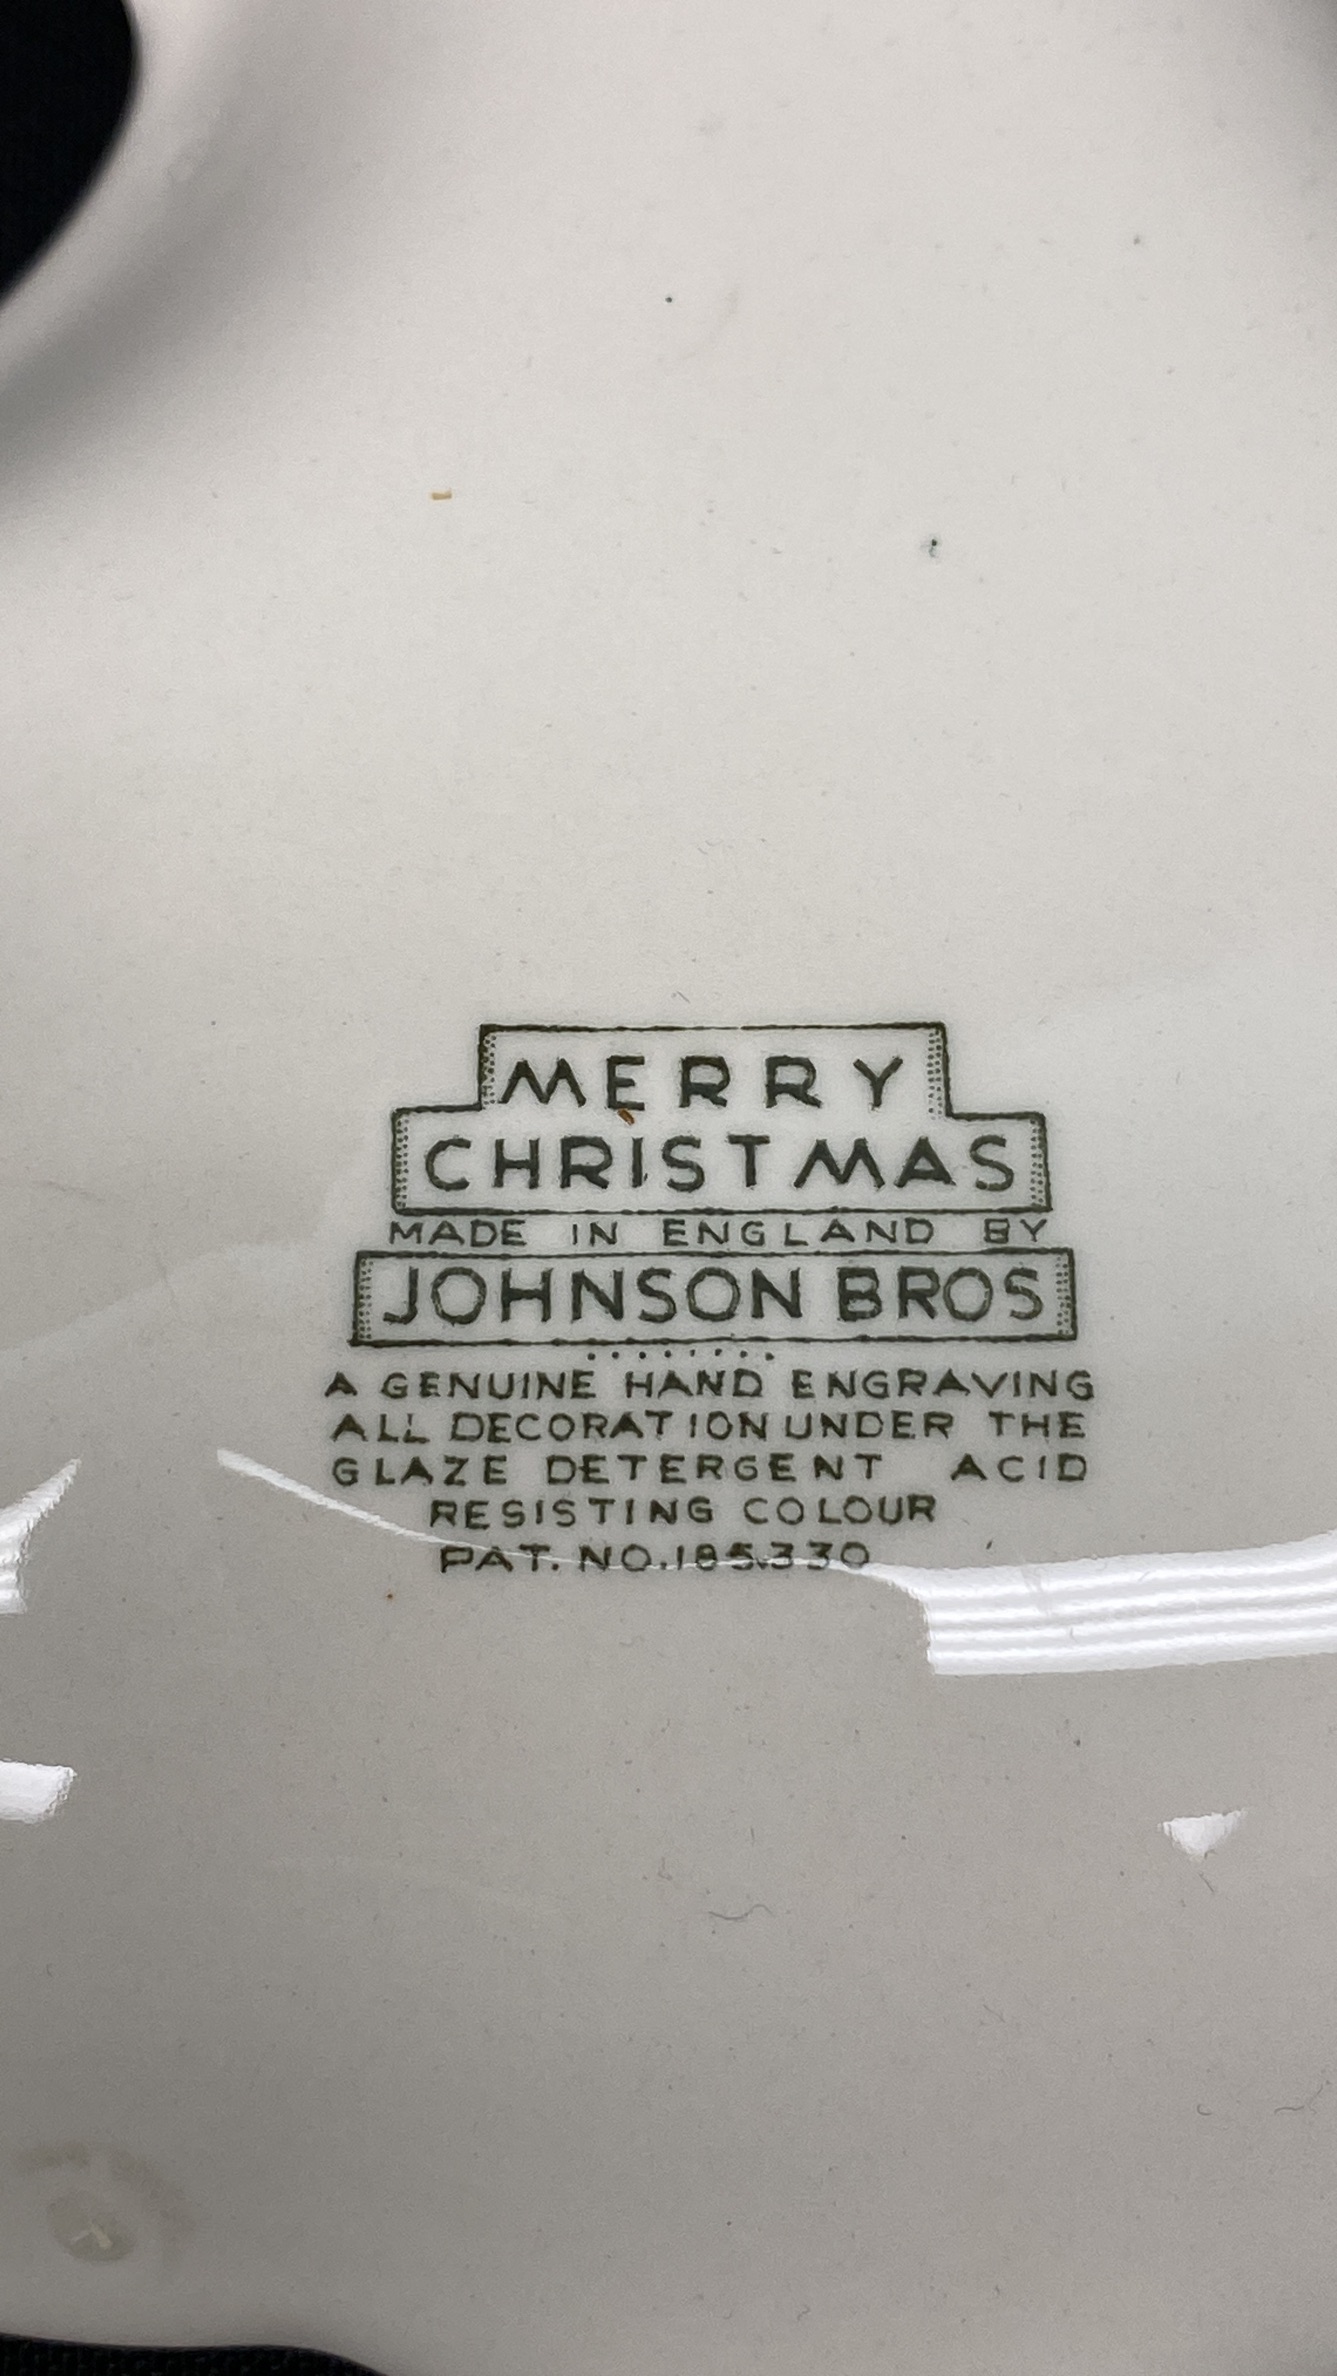 MERRY
CHRISTMAS
MADE IN ENGLAND BY
JOHNSON BROS
A GENUINE HAND ENGRAVING
ALL DECORATION UNDER THE
GLAZE DETERGENT ACID
RESISTING COLOUR
PAT. NO. 185330